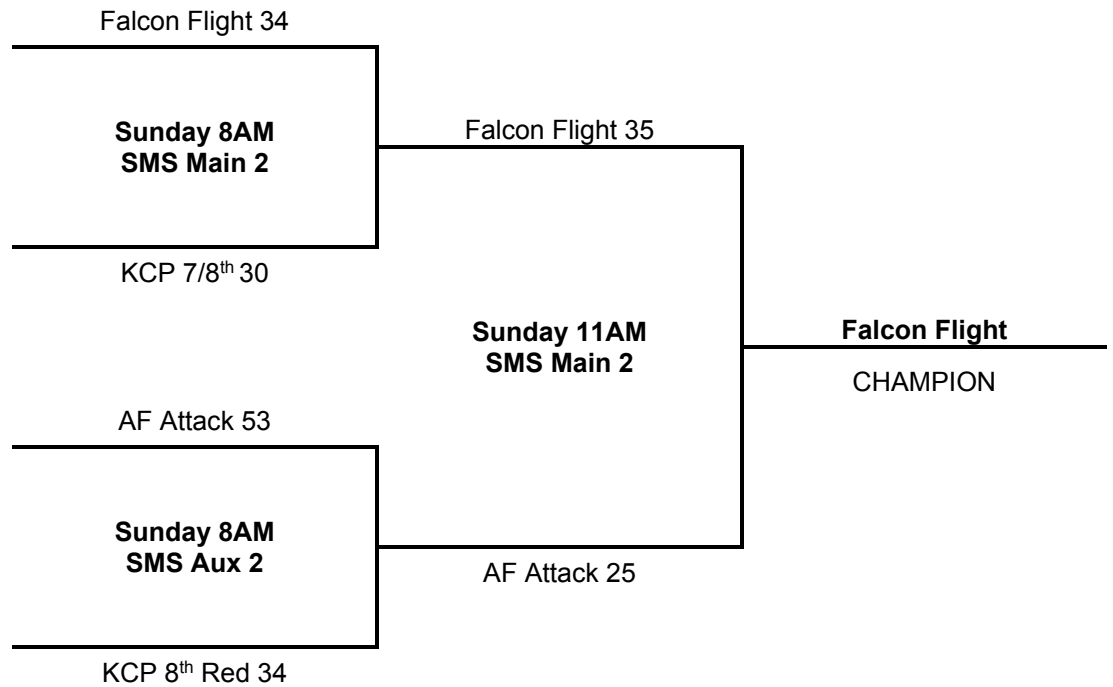 Falcon Flight 34
Sunday 8AM
SMS Main 2
Falcon Flight 35
KCP 7/8th 30
Sunday 11AM
SMS Main 2
Falcon Flight
CHAMPION
AF Attack 53
Sunday 8AM
SMS Aux 2
AF Attack 25
KCP 8th Red 34